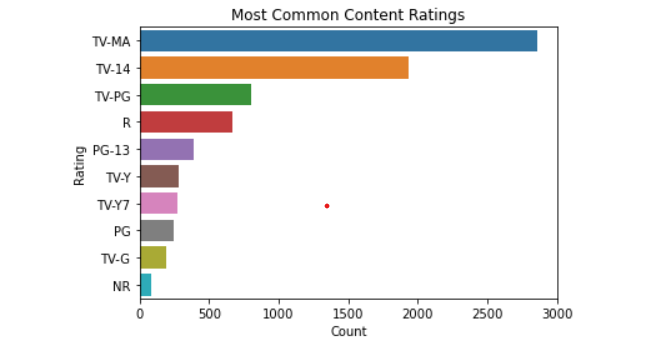 Most Common Content Ratings
TV-MA
TV-14
TV-PG
R
PG-13
TV-Y
TV-Y7
PG
TV-G
NR
Rating
0 500 1000 1500 2000 2500 3000
Count